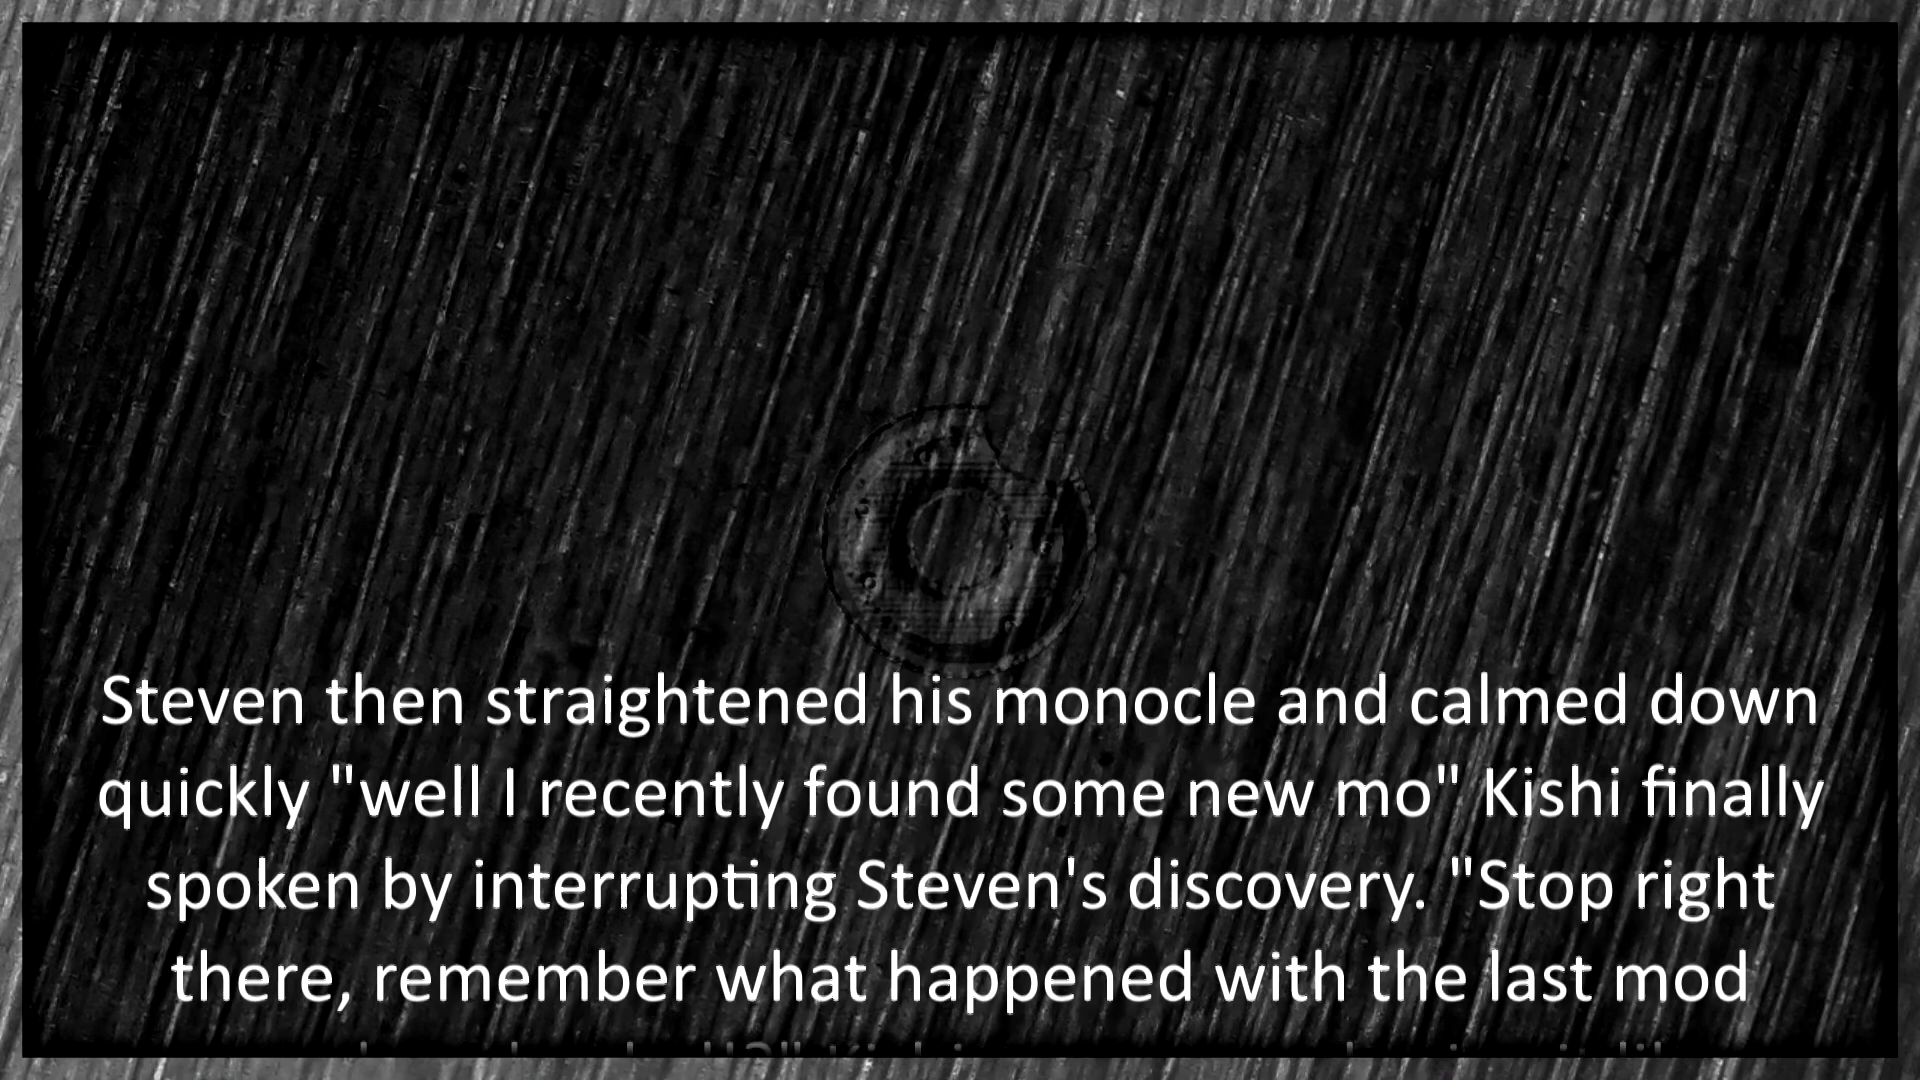 Steven then straightened his monocle and calmed down
quickly "well I recently found some new mo" Kishi finally
spoken by interrupting Steven's discovery. "Stop right
there, remember what happened with the last mod